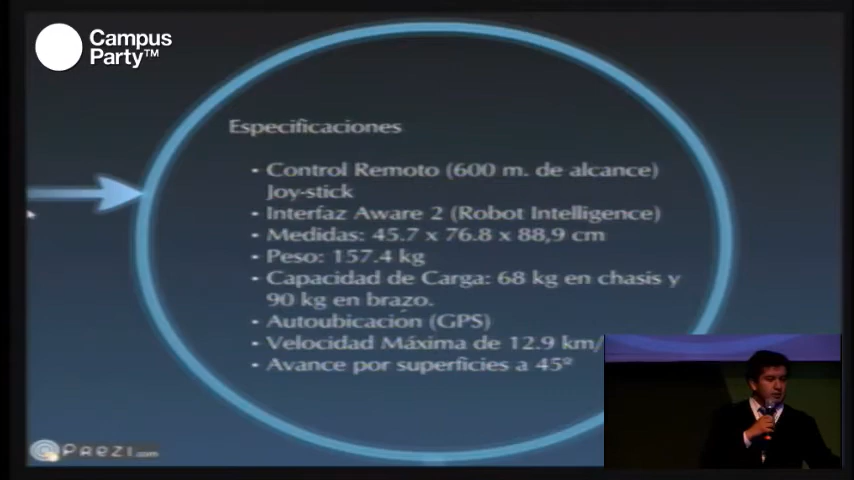 Campus
Party™
Especificaciones
• Control Remoto (600 m. de alcance)
Joy-stick
• Interfaz Aware 2 (Robot Intelligence)
• Medidas: 45.7 x 76.8 x 88,9 cm
• Peso: 157.4 kg
• Capacidad de Carga: 68 kg en chasis y
90 kg en brazo.
• Autoubicación (GPS)
• Velocidad Máxima de 12.9 km/
• Avance por superficies a 45º
PREZI.com